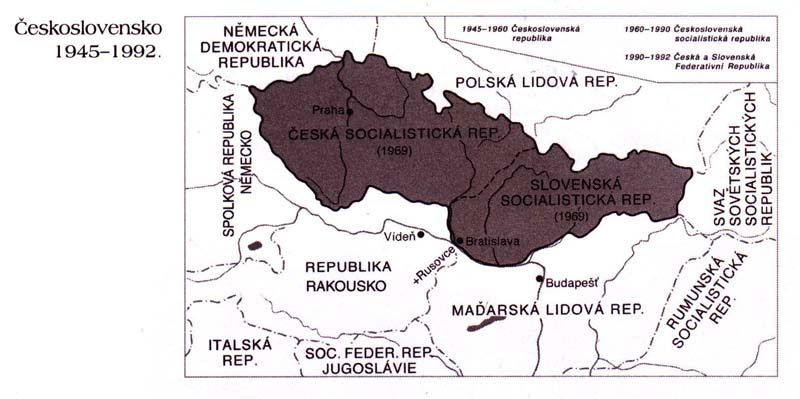 Československo
1945–1992.
NĚMECKÁ
DEMOKRATICKÁ
REPUBLIKA
1945–1960 Československá
republika
1960–1990 Československá
socialistická republika
1990–1992 Česká a Slovenská
Federativní Republika
POLSKÁ LIDOVÁ REP.
Praha
ČESKÁ SOCIALISTICKÁ REP.
(1969)
SPOLKOVÁ REPUBLIKA
NĚMECKO
SLOVENSKÁ
SOCIALISTICKÁ REP.
(1969)
SVAZ
SOVĚTSKÝCH
SOCIALISTICKÝCH
REPUBLIK
Vídeň
Bratislava
+Rusovce
REPUBLIKA
RAKOUSKO
Budapešť
MAĎARSKÁ LIDOVÁ REP.
RUMUNSKÁ
SOCIALISTICKÁ
REP.
ITALSKÁ
REP.
SOC. FEDER. REP.
JUGOSLÁVIE